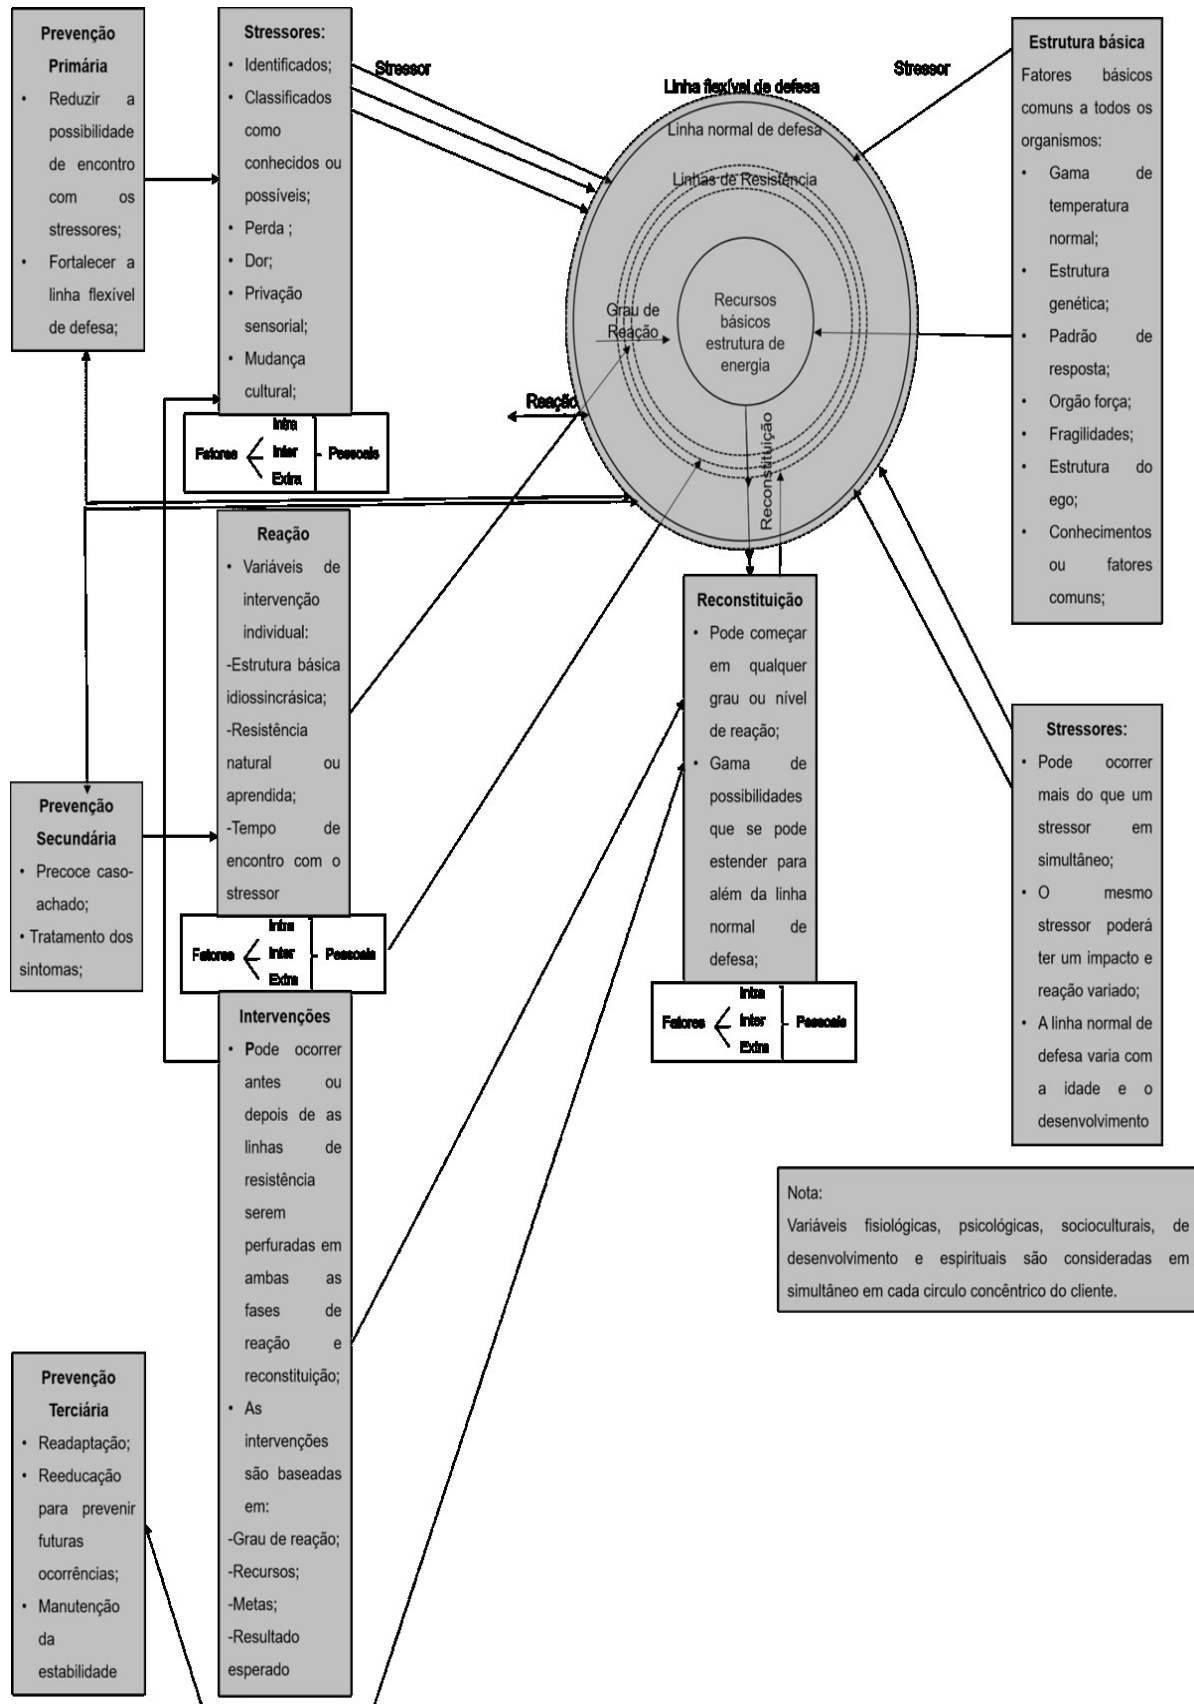 Prevenção
Primária
• Reduzir a
possibilidade
de encontro
com os
stressores;
• Fortalecer a
linha flexível
de defesa;
Stressores:
• Identificados;
• Classificados
como
conhecidos ou
possíveis;
• Perda ;
• Dor;
• Privação
sensorial;
• Mudança
cultural;
Intra
Fatores Inter - Pessoais
Extra
Stressor
Stressor
Linha flexível de defesa
Linha normal de defesa
Linhas de Resistência
Grau de
Reação
Recursos
básicos
estrutura de
energia
Reação
Reconstituição
Estrutura básica
Fatores básicos
comuns a todos os
organismos:
• Gama de
temperatura
normal;
• Estrutura
genética;
• Padrão de
resposta;
• Orgão força;
• Fragilidades;
• Estrutura do
ego;
• Conhecimentos
ou fatores
comuns;
Reação
• Variáveis de
intervenção
individual:
-Estrutura básica
idiossincrásica;
-Resistência
natural ou
aprendida;
-Tempo de
encontro com o
stressor
Intra
Fatores Inter - Pessoais
Extra
Prevenção
Secundária
• Precoce caso-
achado;
• Tratamento dos
sintomas;
Reconstituição
• Pode começar
em qualquer
grau ou nível
de reação;
• Gama de
possibilidades
que se pode
estender para
além da linha
normal de
defesa;
Intra
Fatores Inter - Pessoais
Extra
Stressores:
• Pode ocorrer
mais do que um
stressor em
simultâneo;
• O mesmo
stressor poderá
ter um impacto e
reação variado;
• A linha normal de
defesa varia com
a idade e o
desenvolvimento
Intervenções
• Pode ocorrer
antes ou
depois de as
linhas de
resistência
serem
perfuradas em
ambas as
fases de
reação e
reconstituição;
• As
intervenções
são baseadas
em:
-Grau de reação;
-Recursos;
-Metas;
-Resultado
esperado
Nota:
Variáveis fisiológicas, psicológicas, socioculturais, de
desenvolvimento e espirituais são consideradas em
simultâneo em cada circulo concêntrico do cliente.
Prevenção
Terciária
• Readaptação;
• Reeducação
para prevenir
futuras
ocorrências;
• Manutenção
da
estabilidade